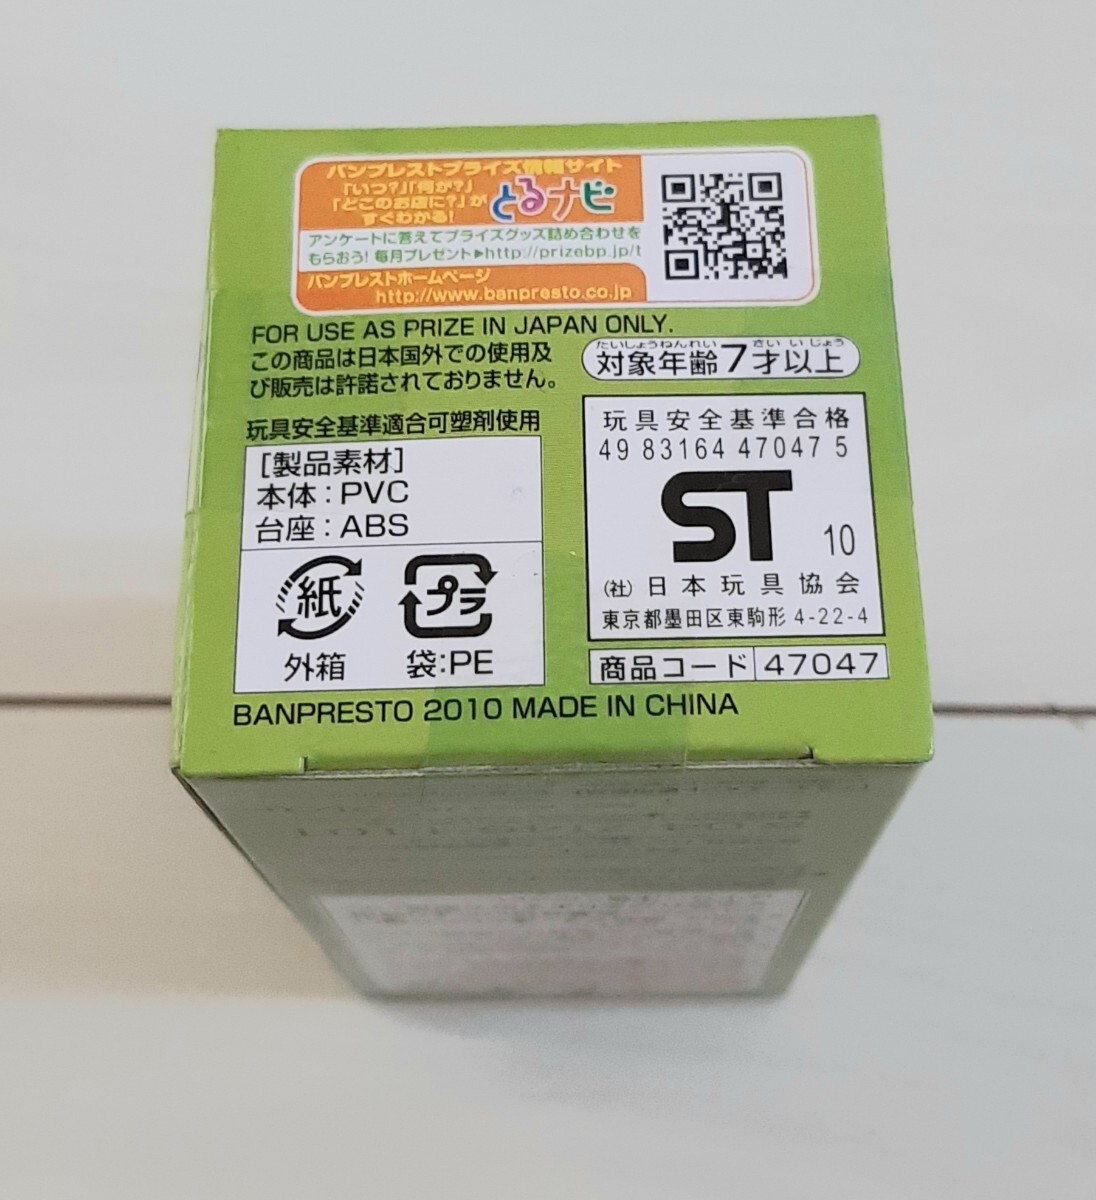 バンプレストプライズ情報サイト
「いつ?」「何が?」
「どこのお店に?」が
すぐわかる!
とるナビ
アンケートに答えてプライズグッズ詰め合わせを
もらおう! 毎月プレゼント▶http://prizebp.jp/t
バンプレストホームページ
http://www.banpresto.co.jp
FOR USE AS PRIZE IN JAPAN ONLY.
この商品は日本国外での使用及
び販売は許諾されておりません。
たいしょうねんれい さい いじょう
対象年齢7才以上
玩具安全基準適合可塑剤使用
[製品素材]
本体:PVC
台座:ABS
紙
外箱
プラ
袋:PE
玩具安全基準合格
49 83164 47047 5
ST
10
(社)日本玩具協会
東京都墨田区東駒形 4-22-4
商品コード 47047
BANPRESTO 2010 MADE IN CHINA